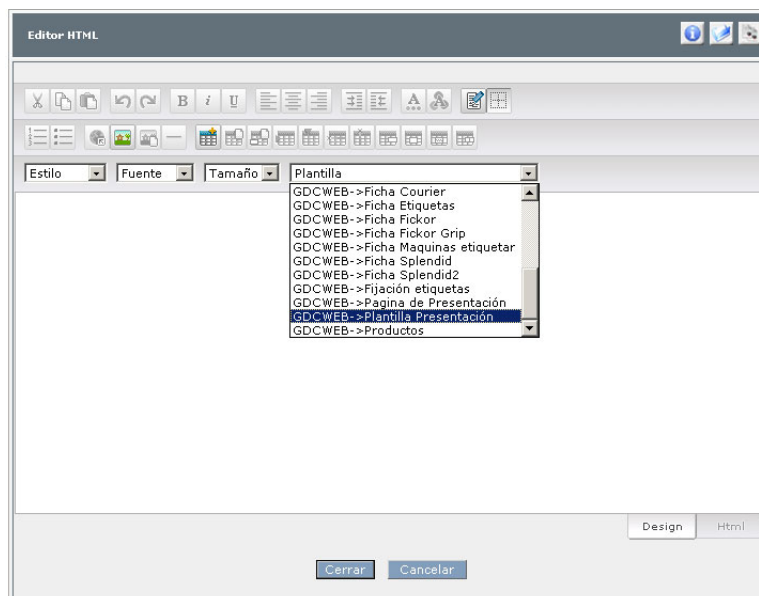 Editor HTML
B i U A
Estilo Fuente Tamaño Plantilla
GDCWEB->Ficha Courier
GDCWEB->Ficha Etiquetas
GDCWEB->Ficha Fickor
GDCWEB->Ficha Fickor Grip
GDCWEB->Ficha Maquinas etiquetar
GDCWEB->Ficha Splendid
GDCWEB->Ficha Splendid2
GDCWEB->Fijación etiquetas
GDCWEB->Pagina de Presentación
GDCWEB->Plantilla Presentación
GDCWEB->Productos
Design Html
Cerrar Cancelar